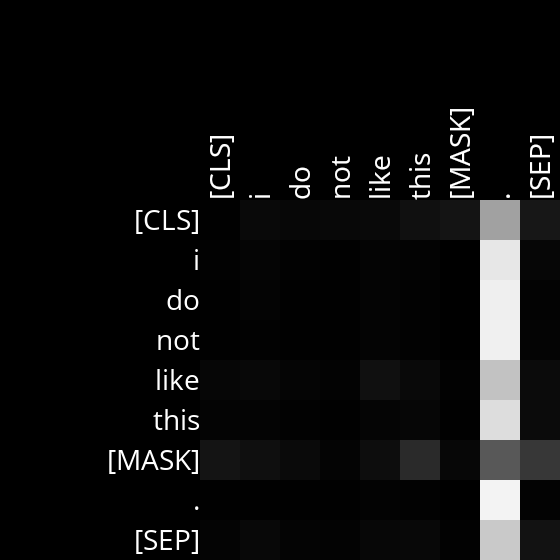 [CLS] i do not like this [MASK] . [SEP]
[CLS]
i
do
not
like
this
[MASK]
.
[SEP]